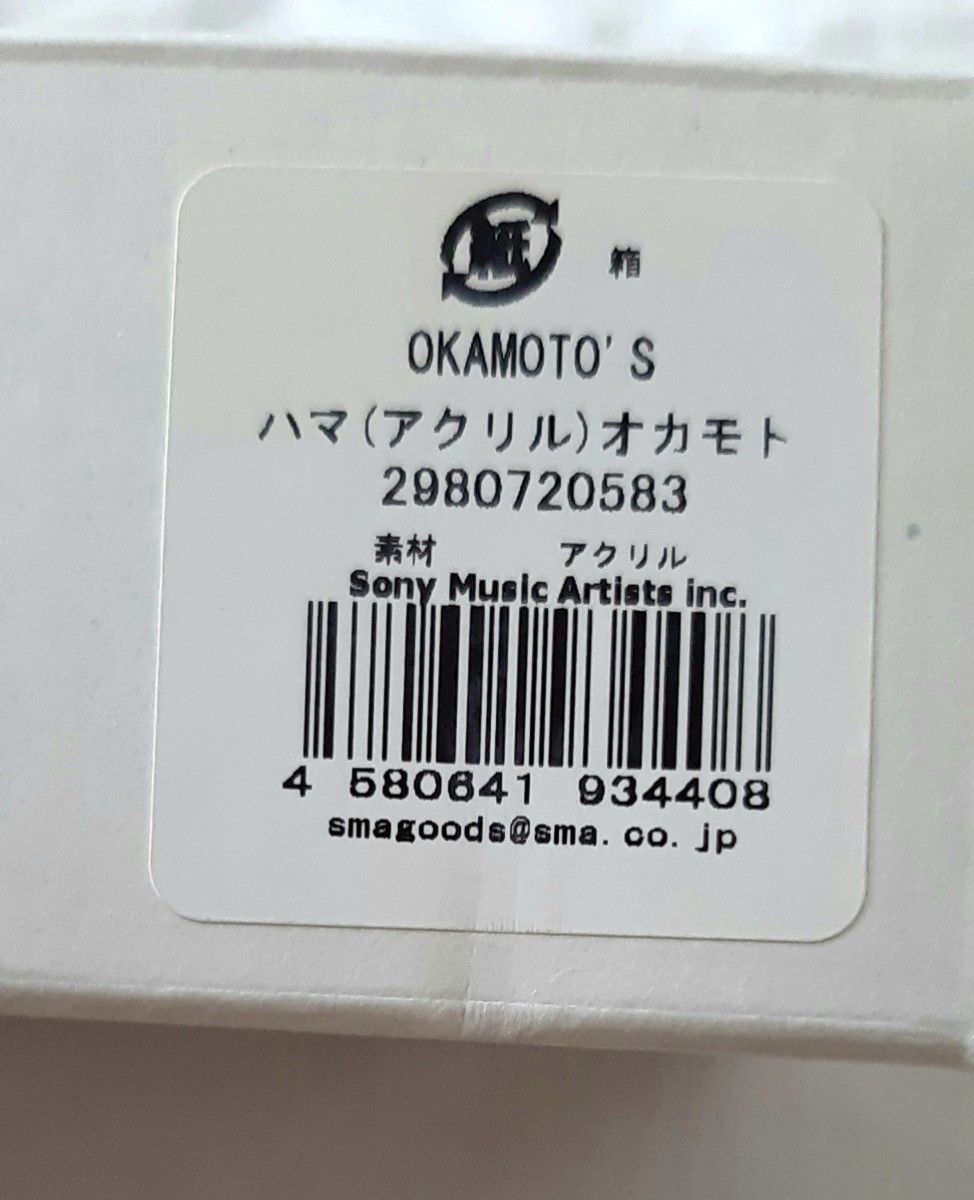 紙 箱
OKAMOTO'S
ハマ(アクリル)オカモト
2980720583
素材 アクリル
Sony Music Artists inc.
4 580641 934408
smagoods@sma.co.jp